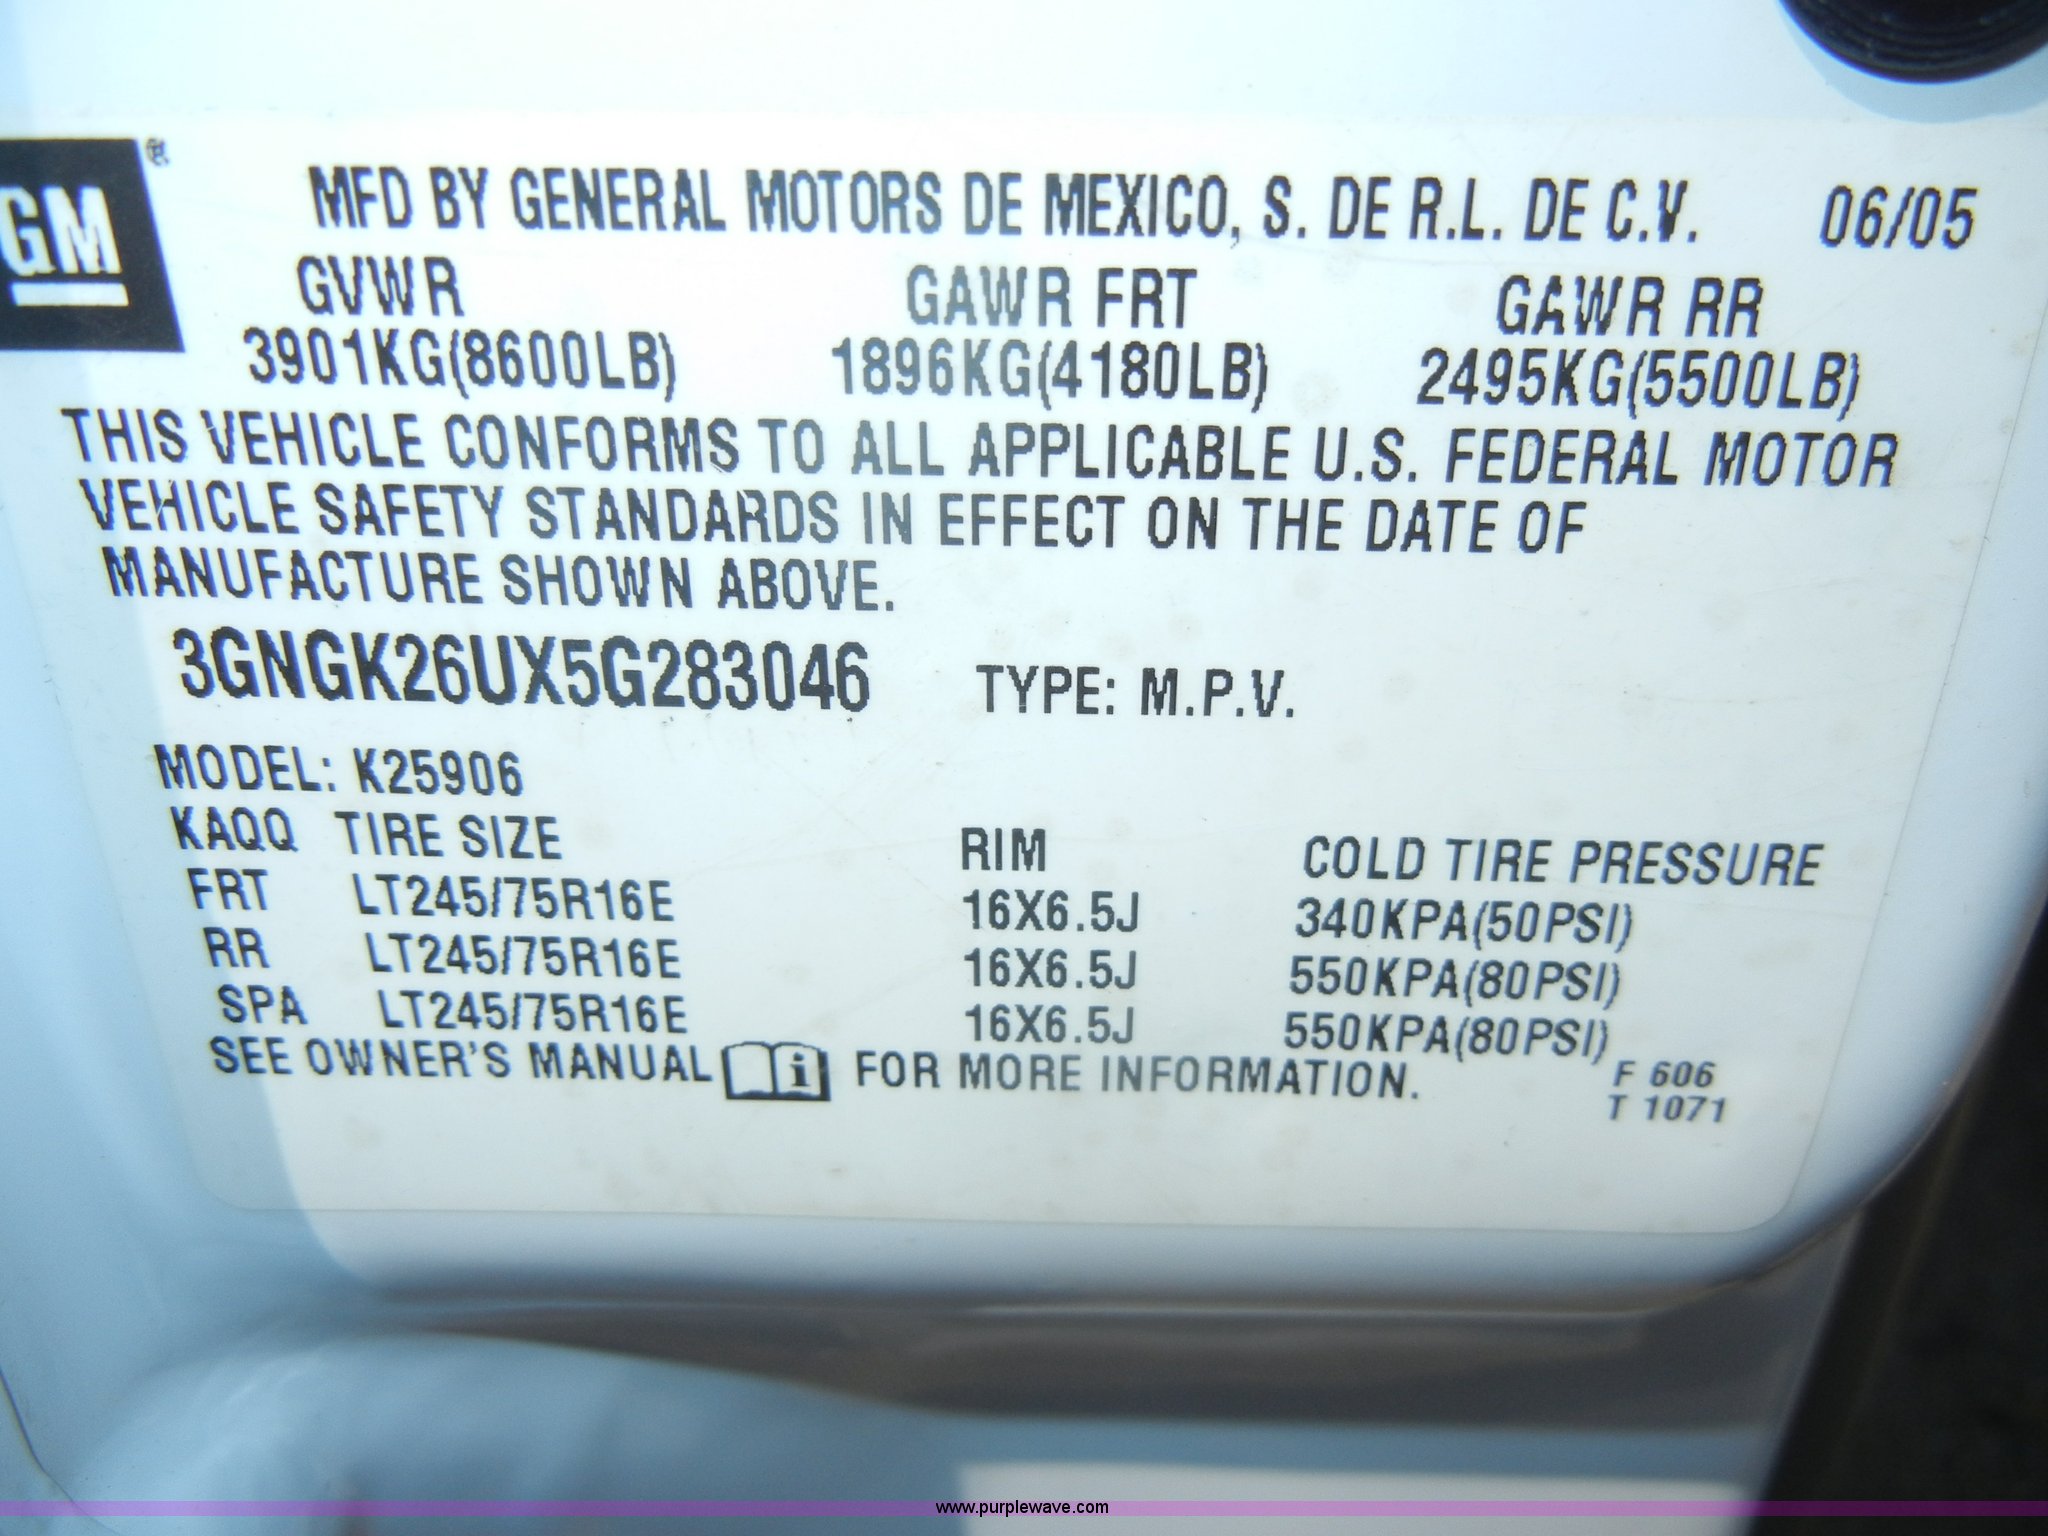 GM ®
MFD BY GENERAL MOTORS DE MEXICO, S. DE R.L. DE C.V. 06/05
GVWR GAWR FRT GAWR RR
3901KG(8600LB) 1896KG(4180LB) 2495KG(5500LB)
THIS VEHICLE CONFORMS TO ALL APPLICABLE U.S. FEDERAL MOTOR
VEHICLE SAFETY STANDARDS IN EFFECT ON THE DATE OF
MANUFACTURE SHOWN ABOVE.
3GNGK26UX5G283046 TYPE: M.P.V.
MODEL: K25906
KAQQ TIRE SIZE RIM COLD TIRE PRESSURE
FRT LT245/75R16E 16X6.5J 340KPA(50PSI)
RR LT245/75R16E 16X6.5J 550KPA(80PSI)
SPA LT245/75R16E 16X6.5J 550KPA(80PSI)
SEE OWNER'S MANUAL i FOR MORE INFORMATION.
F 606
T 1071
www.purplewave.com